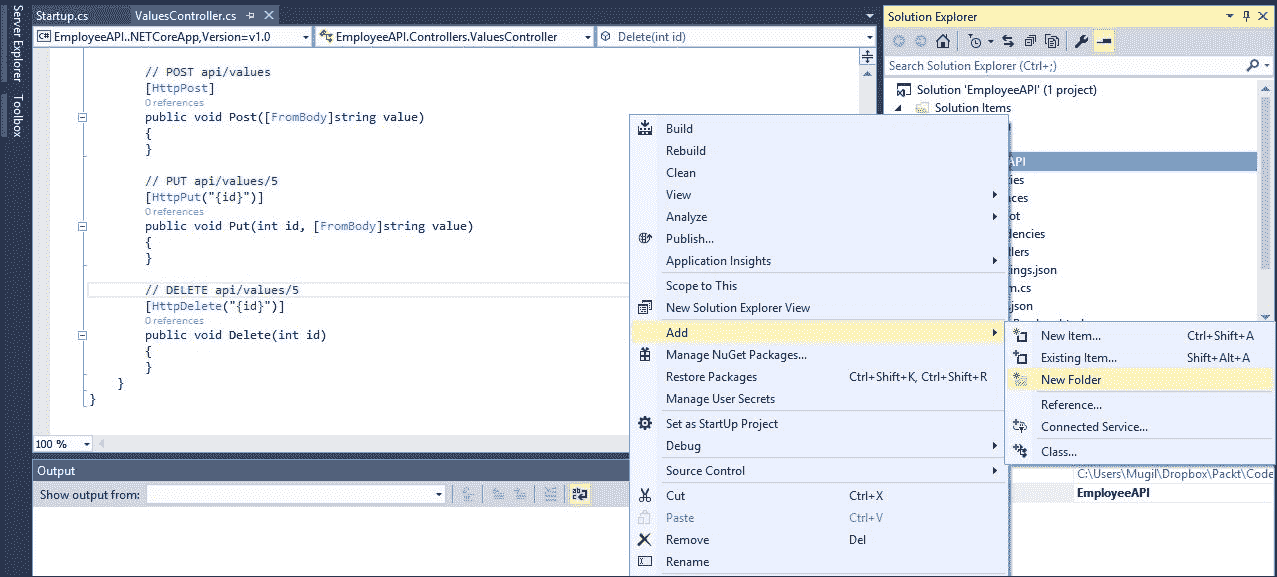 Server Explorer
Toolbox
Startup.cs
ValuesController.cs
C# EmployeeAPI..NETCoreApp,Version=v1.0
EmployeeAPI.Controllers.ValuesController
Delete(int id)
// POST api/values
[HttpPost]
0 references
public void Post([FromBody]string value)
{
}
// PUT api/values/5
[HttpPut("{id}")]
0 references
public void Put(int id, [FromBody]string value)
{
}
// DELETE api/values/5
[HttpDelete("{id}")]
0 references
public void Delete(int id)
{
}
}
}
100 %
Output
Show output from:
Solution Explorer
Search Solution Explorer (Ctrl+;)
Solution 'EmployeeAPI' (1 project)
Solution Items
API
ies
ces
ot
dencies
llers
ings.json
m.cs
json
Build
Rebuild
Clean
View
Analyze
Publish...
Application Insights
Scope to This
New Solution Explorer View
Add
Manage NuGet Packages...
Restore Packages Ctrl+Shift+K, Ctrl+Shift+R
Manage User Secrets
Set as StartUp Project
Debug
Source Control
Cut Ctrl+X
Paste Ctrl+V
Remove Del
Rename
New Item... Ctrl+Shift+A
Existing Item... Shift+Alt+A
New Folder
Reference...
Connected Service...
Class...
C:\Users\Mugil\Dropbox\Packt\Code
EmployeeAPI